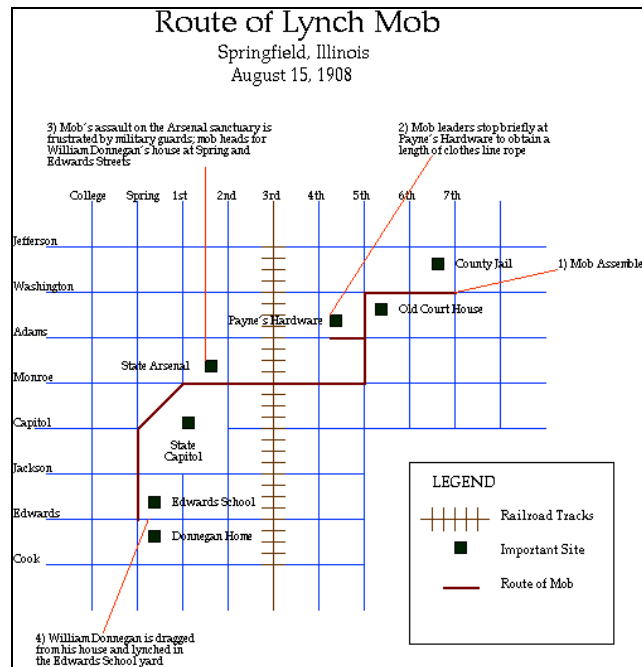 Route of Lynch Mob
Springfield, Illinois
August 15, 1908
3) Mob's assault on the Arsenal sanctuary is
frustrated by military guards; mob heads for
William Donnegan's house at Spring and
Edwards Streets
2) Mob leaders stop briefly at
Payne's Hardware to obtain a
length of clothes line rope
College Spring 1st 2nd 3rd 4th 5th 6th 7th
Jefferson
County Jail
1) Mob Assemble
Washington
Old Court House
Payne's Hardware
Adams
State Arsenal
Monroe
Capitol
State
Capitol
Jackson
LEGEND
Edwards School
Edwards
Railroad Tracks
Donnegan Home
Important Site
Cook
Route of Mob
4) William Donnegan is dragged
from his house and lynched in
the Edwards School yard